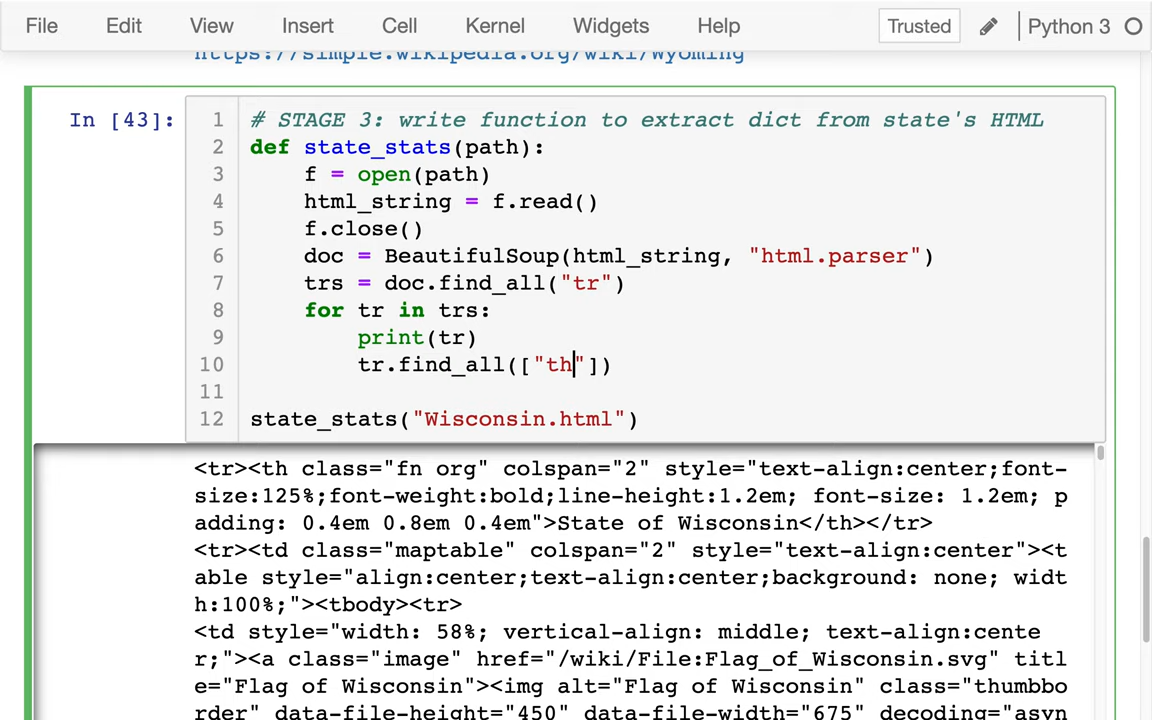 File Edit View Insert Cell Kernel Widgets Help Trusted Python 3
https://simple.wikipedia.org/wiki/Wyoming
In [43]:
1 # STAGE 3: write function to extract dict from state's HTML
2 def state_stats(path):
3 f = open(path)
4 html_string = f.read()
5 f.close()
6 doc = BeautifulSoup(html_string, "html.parser")
7 trs = doc.find_all("tr")
8 for tr in trs:
9 print(tr)
10 tr.find_all(["th"])
11
12 state_stats("Wisconsin.html")
<tr><th class="fn org" colspan="2" style="text-align:center;font-
size:125%;font-weight:bold;line-height:1.2em; font-size: 1.2em; p
adding: 0.4em 0.8em 0.4em">State of Wisconsin</th></tr>
<tr><td class="maptable" colspan="2" style="text-align:center"><t
able style="align:center;text-align:center;background: none; widt
h:100%;"><tbody><tr>
<td style="width: 58%; vertical-align: middle; text-align:cente
r;"><a class="image" href="/wiki/File:Flag_of_Wisconsin.svg" titl
e="Flag of Wisconsin"><img alt="Flag of Wisconsin" class="thumbbo
rder" data-file-height="450" data-file-width="675" decoding="asyn